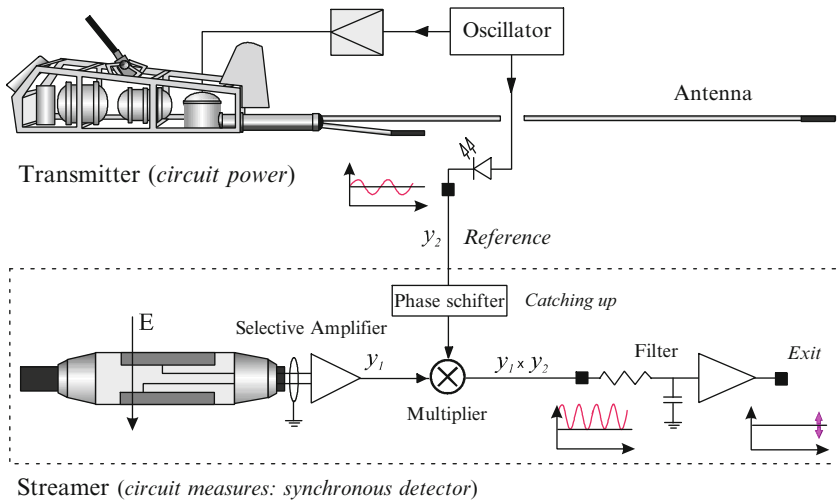 Oscillator
Antenna
Transmitter (circuit power)
y2 Reference
Phase schifter Catching up
E
Selective Amplifier
y1
y1 x y2
Filter
Exit
Multiplier
Streamer (circuit measures: synchronous detector)